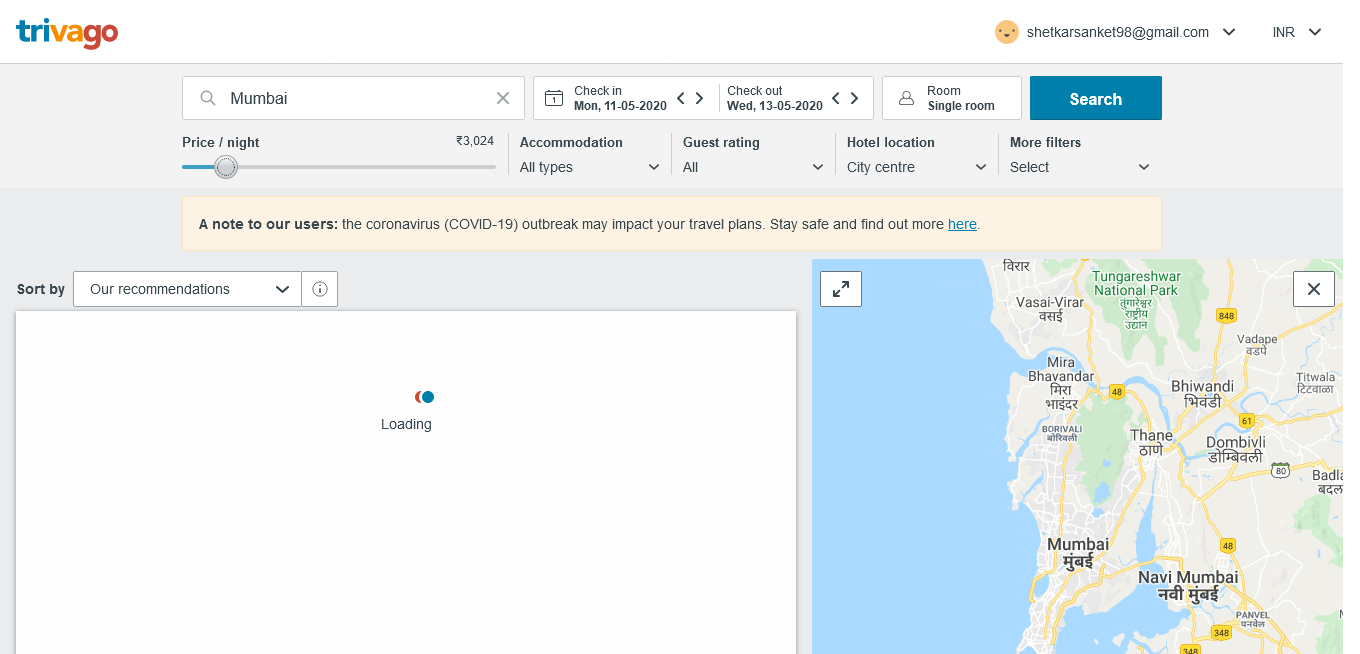 trivago
shetkarsanket98@gmail.com
INR
Mumbai
Check in
Mon, 11-05-2020
Check out
Wed, 13-05-2020
Room
Single room
Search
Price / night
₹3,024
Accommodation
All types
Guest rating
All
Hotel location
City centre
More filters
Select
A note to our users: the coronavirus (COVID-19) outbreak may impact your travel plans. Stay safe and find out more here.
Sort by
Our recommendations
Loading
विरार
Tungareshwar
National Park
तुंगारेश्वर
राष्ट्रीय
उद्यान
Vasai-Virar
वसई
848
Vadape
वडपे
Mira
Bhayandar
मिरा
भाइंदर
48
Bhiwandi
भिवंडी
Titwala
टिटवाळा
61
BORIVALI
बोरिवली
Thane
ठाणे
Dombivli
डोम्बिवली
80
Badla
बदल
Mumbai
मुंबई
48
Navi Mumbai
नवी मुंबई
PANVEL
पनवेल
348
348